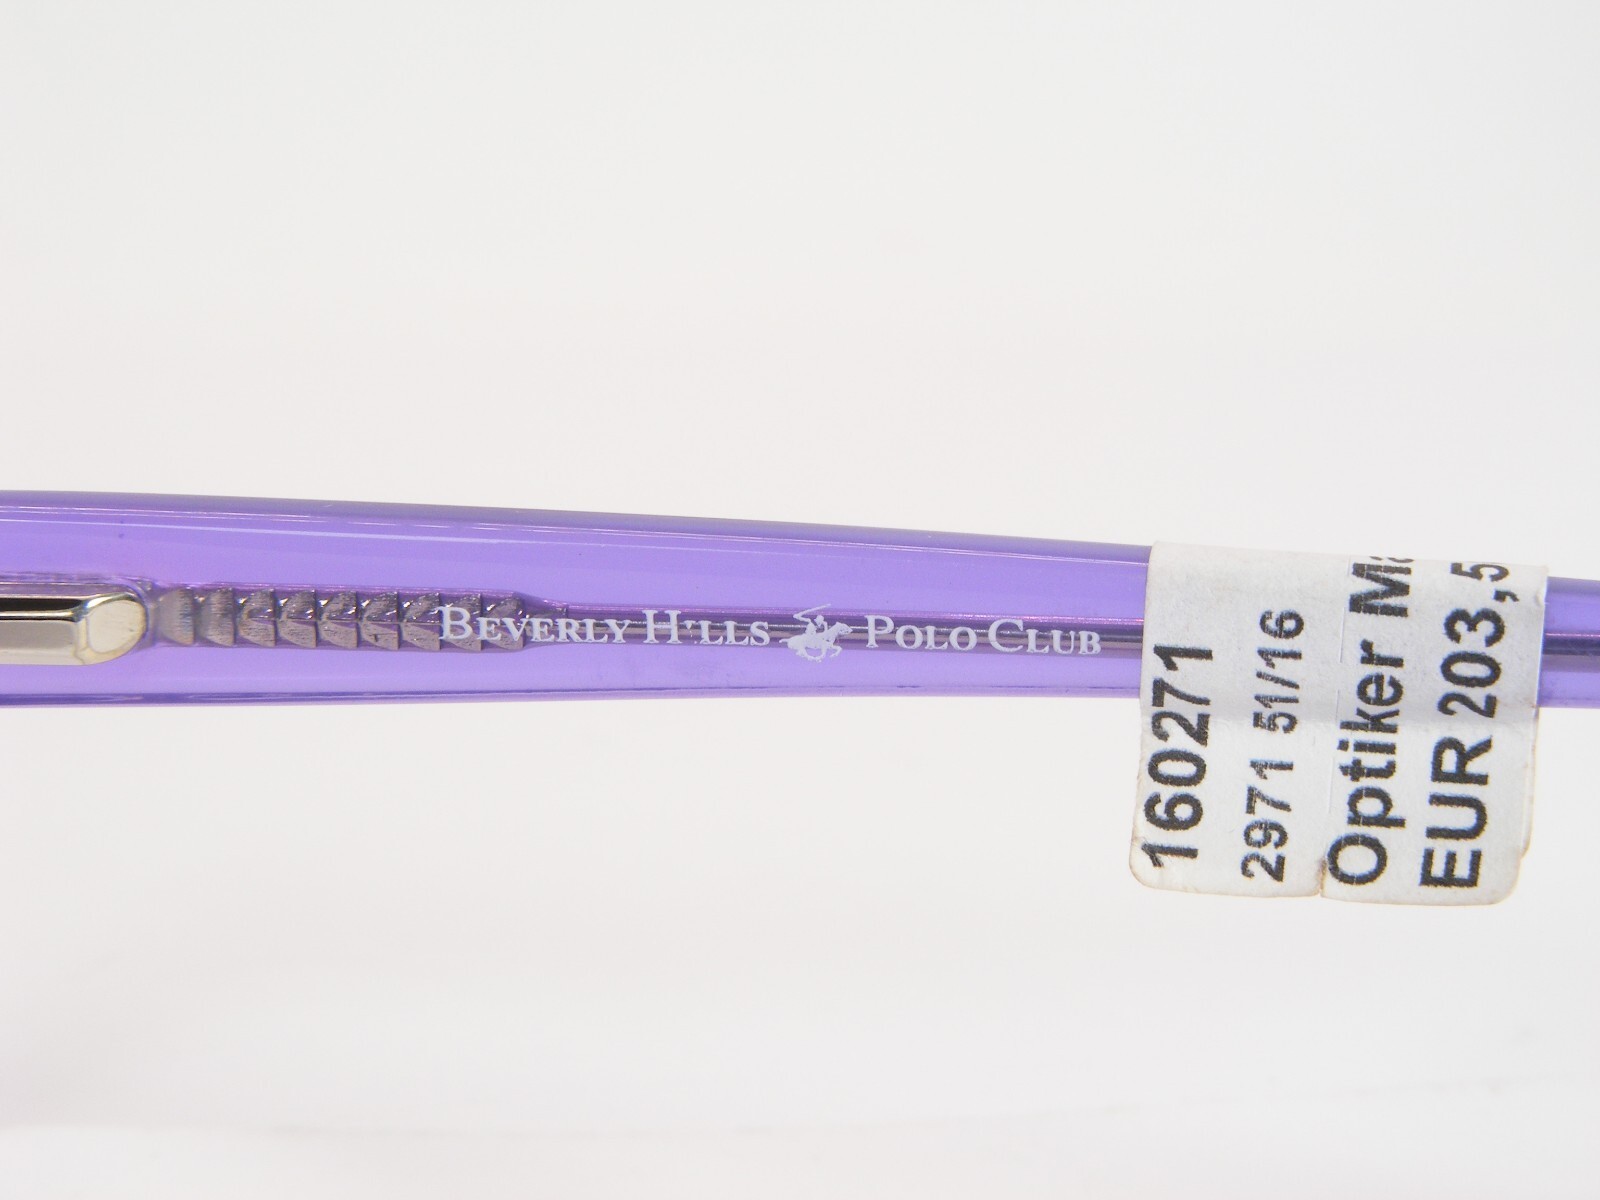 BEVERLY HILLS POLO CLUB
160271
2971 51/16
Optiker
EUR 203,5